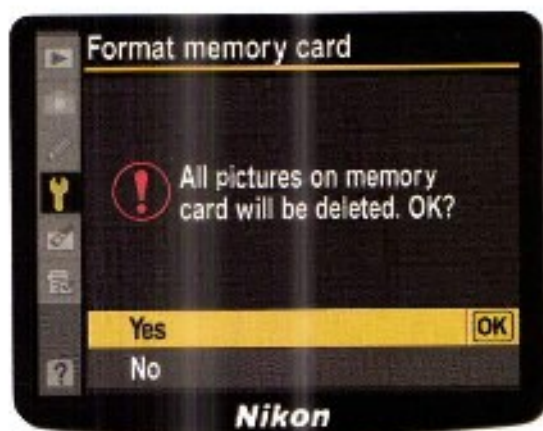 Format memory card
All pictures on memory
card will be deleted. OK?
Yes OK
No
?
Nikon